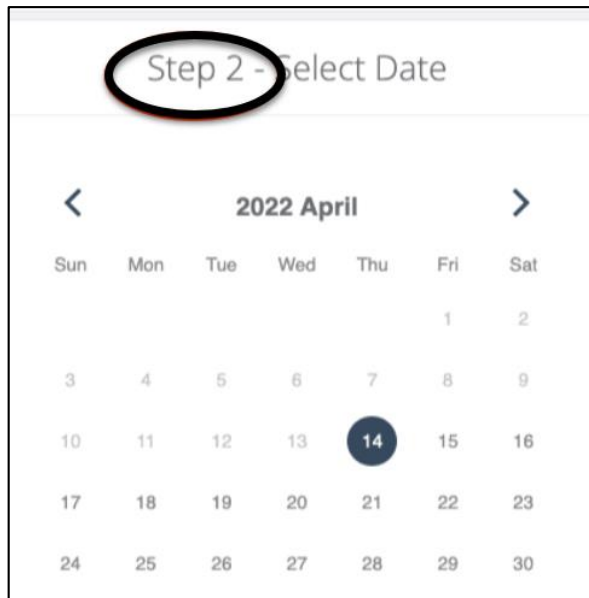 Step 2 - Select Date
2022 April
Sun Mon Tue Wed Thu Fri Sat
1 2
3 4 5 6 7 8 9
10 11 12 13 14 15 16
17 18 19 20 21 22 23
24 25 26 27 28 29 30